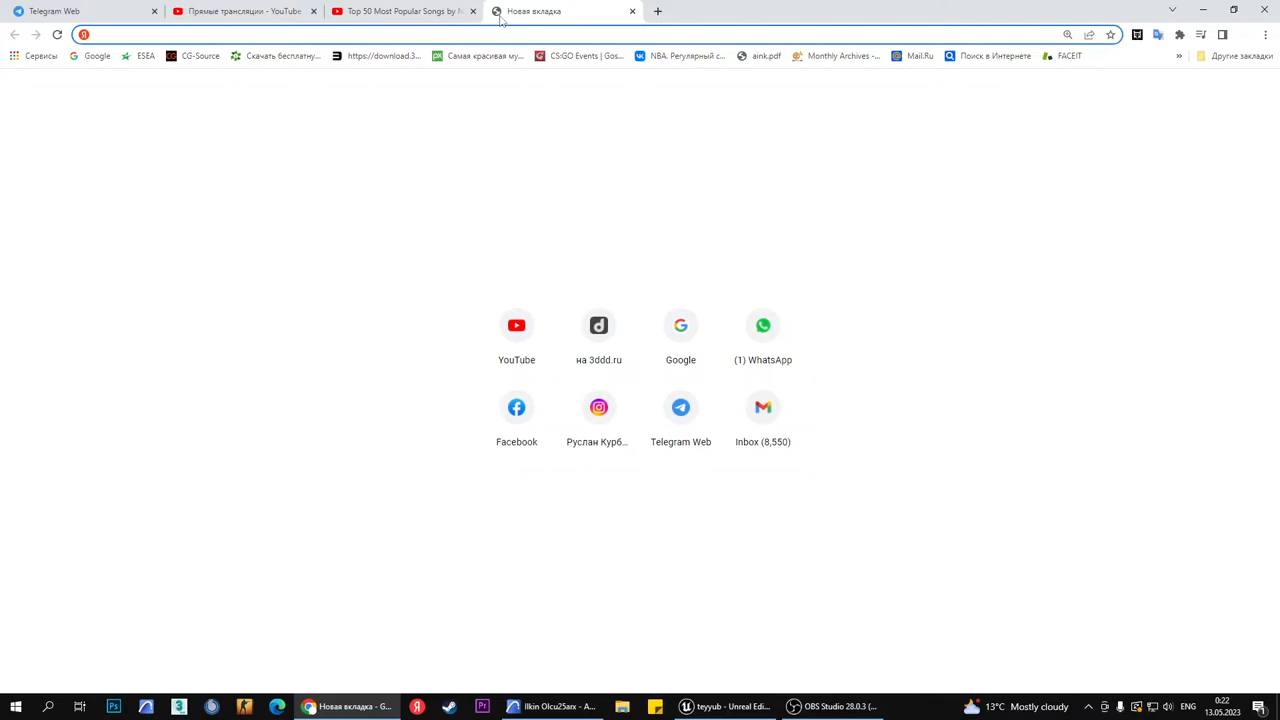 Telegram Web
Прямые трансляции - YouTube
Top 50 Most Popular Songs by N
Новая вкладка
Сервисы
Google
ESEA
CG-Source
Скачать бесплатну...
https://download.3...
Самая красивая му...
CS:GO Events | Gos...
NBA. Регулярный с...
aink.pdf
Monthly Archives -...
Mail.Ru
Поиск в Интернете
FACEIT
»
Другие закладки
YouTube
на 3ddd.ru
Google
(1) WhatsApp
Facebook
Руслан Курб...
Telegram Web
Inbox (8,550)
Новая вкладка - G...
Ilkin Olcu25arx - A...
teyyub - Unreal Edi...
OBS Studio 28.0.3 (...
13°C Mostly cloudy
ENG
0:22
13.05.2023